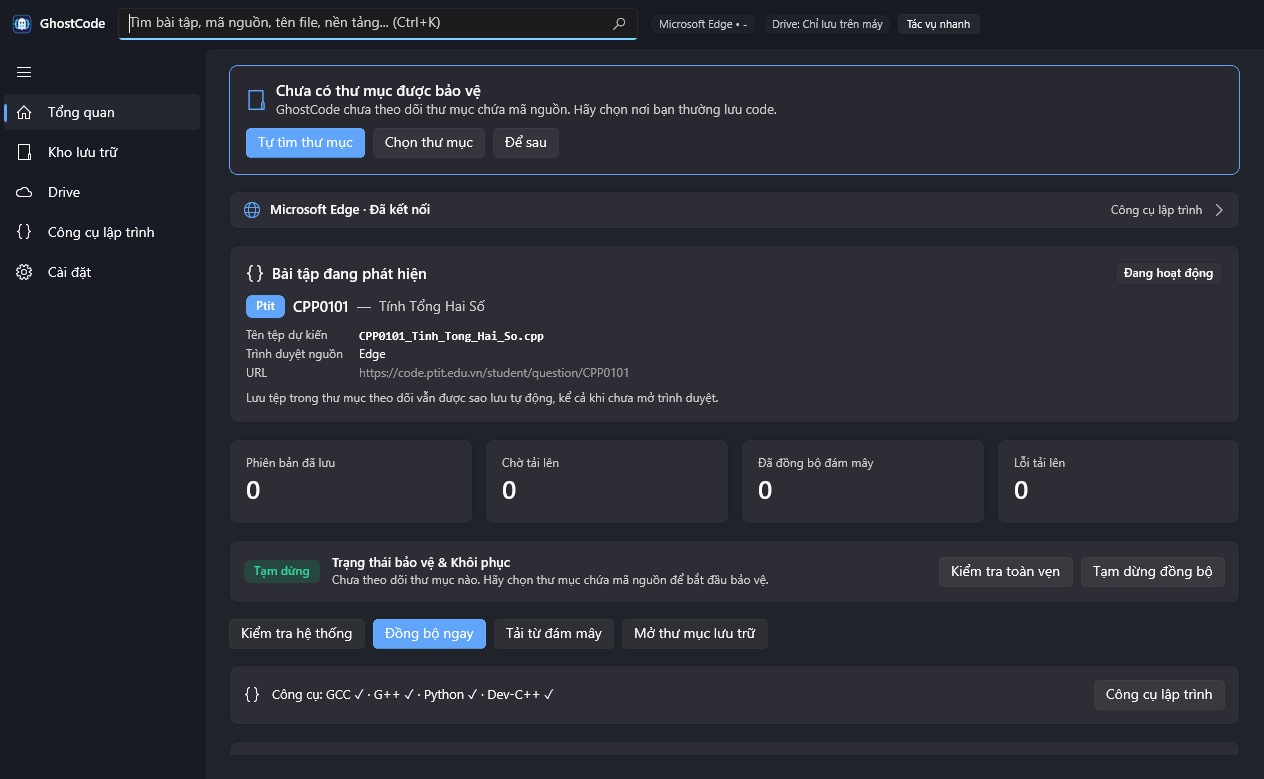 GhostCode
Tìm bài tập, mã nguồn, tên file, nền tảng... (Ctrl+K)
Microsoft Edge • -
Drive: Chỉ lưu trên máy
Tác vụ nhanh
Tổng quan
Kho lưu trữ
Drive
Công cụ lập trình
Cài đặt
Chưa có thư mục được bảo vệ
GhostCode chưa theo dõi thư mục chứa mã nguồn. Hãy chọn nơi bạn thường lưu code.
Tự tìm thư mục
Chọn thư mục
Để sau
Microsoft Edge · Đã kết nối
Công cụ lập trình
{} Bài tập đang phát hiện
Đang hoạt động
Ptit CPP0101 — Tính Tổng Hai Số
Tên tệp dự kiến CPP0101_Tinh_Tong_Hai_So.cpp
Trình duyệt nguồn Edge
URL https://code.ptit.edu.vn/student/question/CPP0101
Lưu tệp trong thư mục theo dõi vẫn được sao lưu tự động, kể cả khi chưa mở trình duyệt.
Phiên bản đã lưu
0
Chờ tải lên
0
Đã đồng bộ đám mây
0
Lỗi tải lên
0
Tạm dừng
Trạng thái bảo vệ & Khôi phục
Chưa theo dõi thư mục nào. Hãy chọn thư mục chứa mã nguồn để bắt đầu bảo vệ.
Kiểm tra toàn vẹn
Tạm dừng đồng bộ
Kiểm tra hệ thống
Đồng bộ ngay
Tải từ đám mây
Mở thư mục lưu trữ
{} Công cụ: GCC ✓ · G++ ✓ · Python ✓ · Dev-C++ ✓
Công cụ lập trình